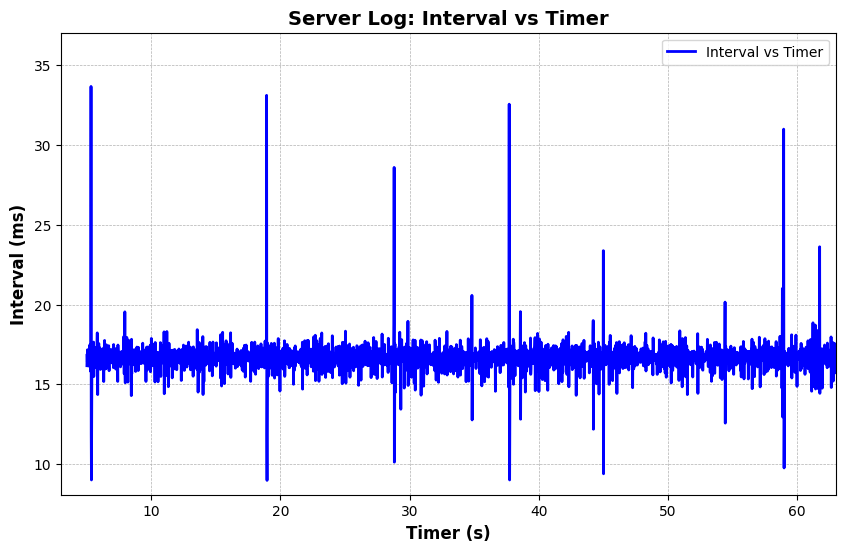 Server Log: Interval vs Timer
Interval vs Timer
35
30
25
20
15
10
Interval (ms)
10 20 30 40 50 60
Timer (s)